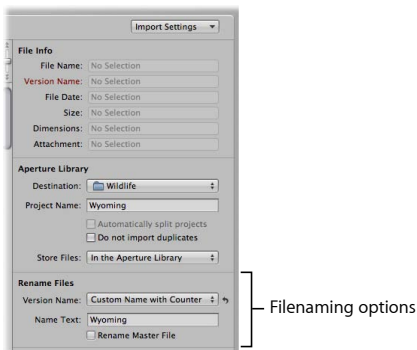 Import Settings
File Info
File Name: No Selection
Version Name: No Selection
File Date: No Selection
Size: No Selection
Dimensions: No Selection
Attachment: No Selection
Aperture Library
Destination: Wildlife
Project Name: Wyoming
Automatically split projects
Do not import duplicates
Store Files: In the Aperture Library
Rename Files
Version Name: Custom Name with Counter
Filenaming options
Name Text: Wyoming
Rename Master File